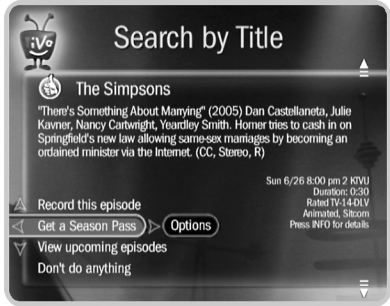 TiVo
Search by Title
The Simpsons
"There's Something About Marrying" (2005) Dan Castellaneta, Julie
Kavner, Nancy Cartwright, Yeardley Smith. Homer tries to cash in on
Springfield's new law allowing same-sex marriages by becoming an
ordained minister via the Internet. (CC, Stereo, R)
Sun 6/26 8:00 pm 2 KTVU
Duration: 0:30
Rated TV-14-DLV
Animated, Sitcom
Press INFO for details
Record this episode
Get a Season Pass Options
View upcoming episodes
Don't do anything